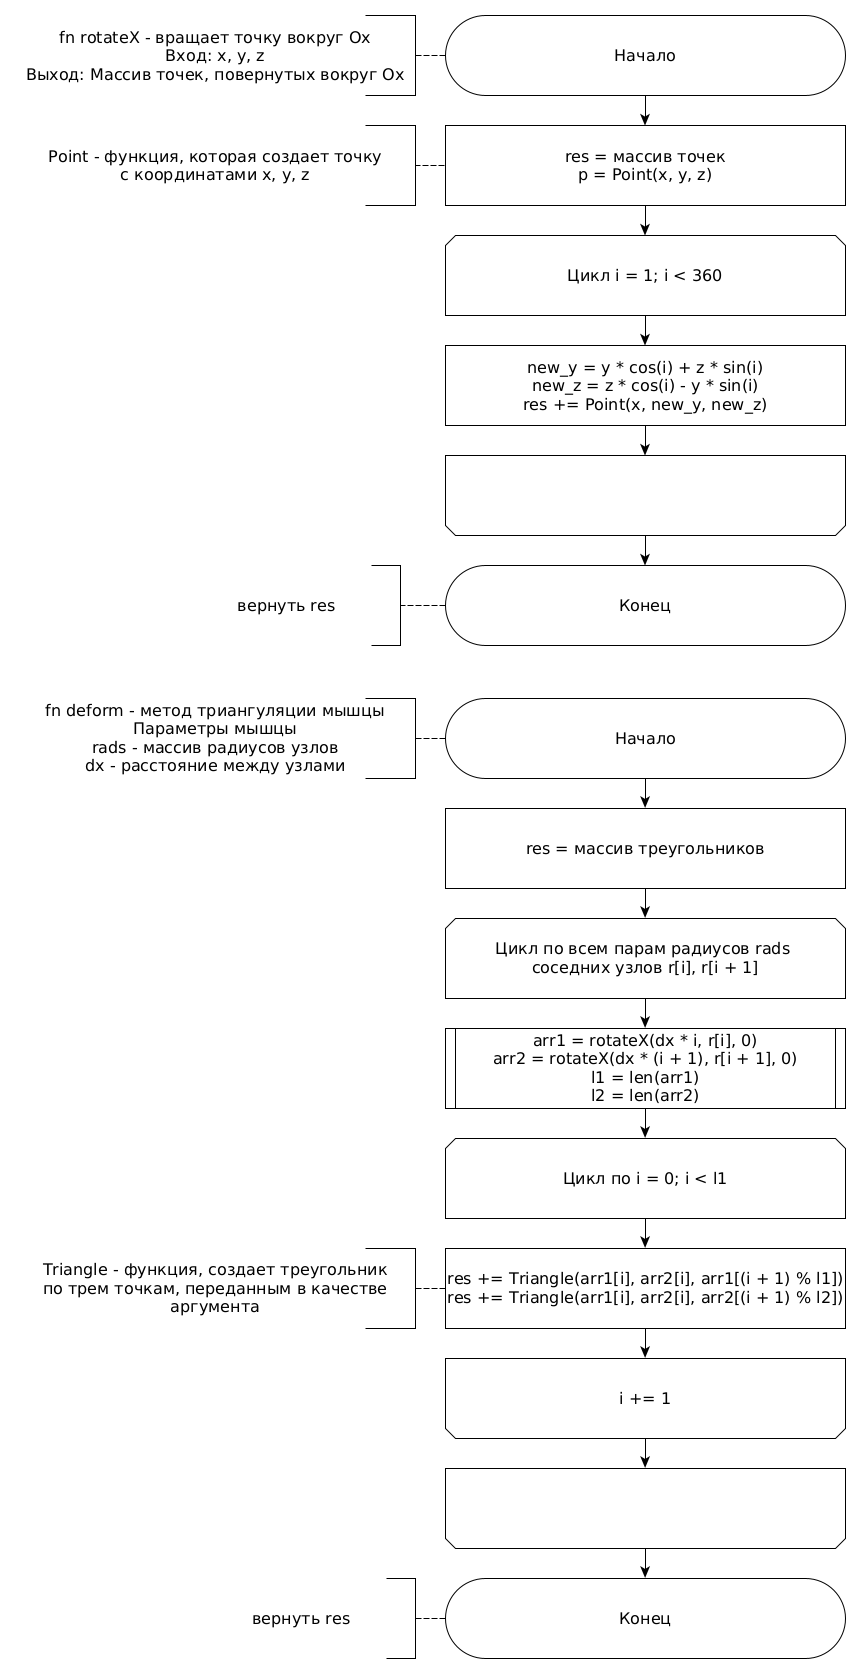 fn rotateX - вращает точку вокруг Ox
Вход: x, y, z
Выход: Массив точек, повернутых вокруг Ox
Начало
Point - функция, которая создает точку
с координатами x, y, z
res = массив точек
p = Point(x, y, z)
Цикл i = 1; i < 360
new_y = y * cos(i) + z * sin(i)
new_z = z * cos(i) - y * sin(i)
res += Point(x, new_y, new_z)
вернуть res
Конец
fn deform - метод триангуляции мышцы
Параметры мышцы
rads - массив радиусов узлов
dx - расстояние между узлами
Начало
res = массив треугольников
Цикл по всем парам радиусов rads
соседних узлов r[i], r[i + 1]
arr1 = rotateX(dx * i, r[i], 0)
arr2 = rotateX(dx * (i + 1), r[i + 1], 0)
l1 = len(arr1)
l2 = len(arr2)
Цикл по i = 0; i < l1
Triangle - функция, создает треугольник
по трем точкам, переданным в качестве
аргумента
res += Triangle(arr1[i], arr2[i], arr1[(i + 1) % l1])
res += Triangle(arr1[i], arr2[i], arr2[(i + 1) % l2])
i += 1
вернуть res
Конец